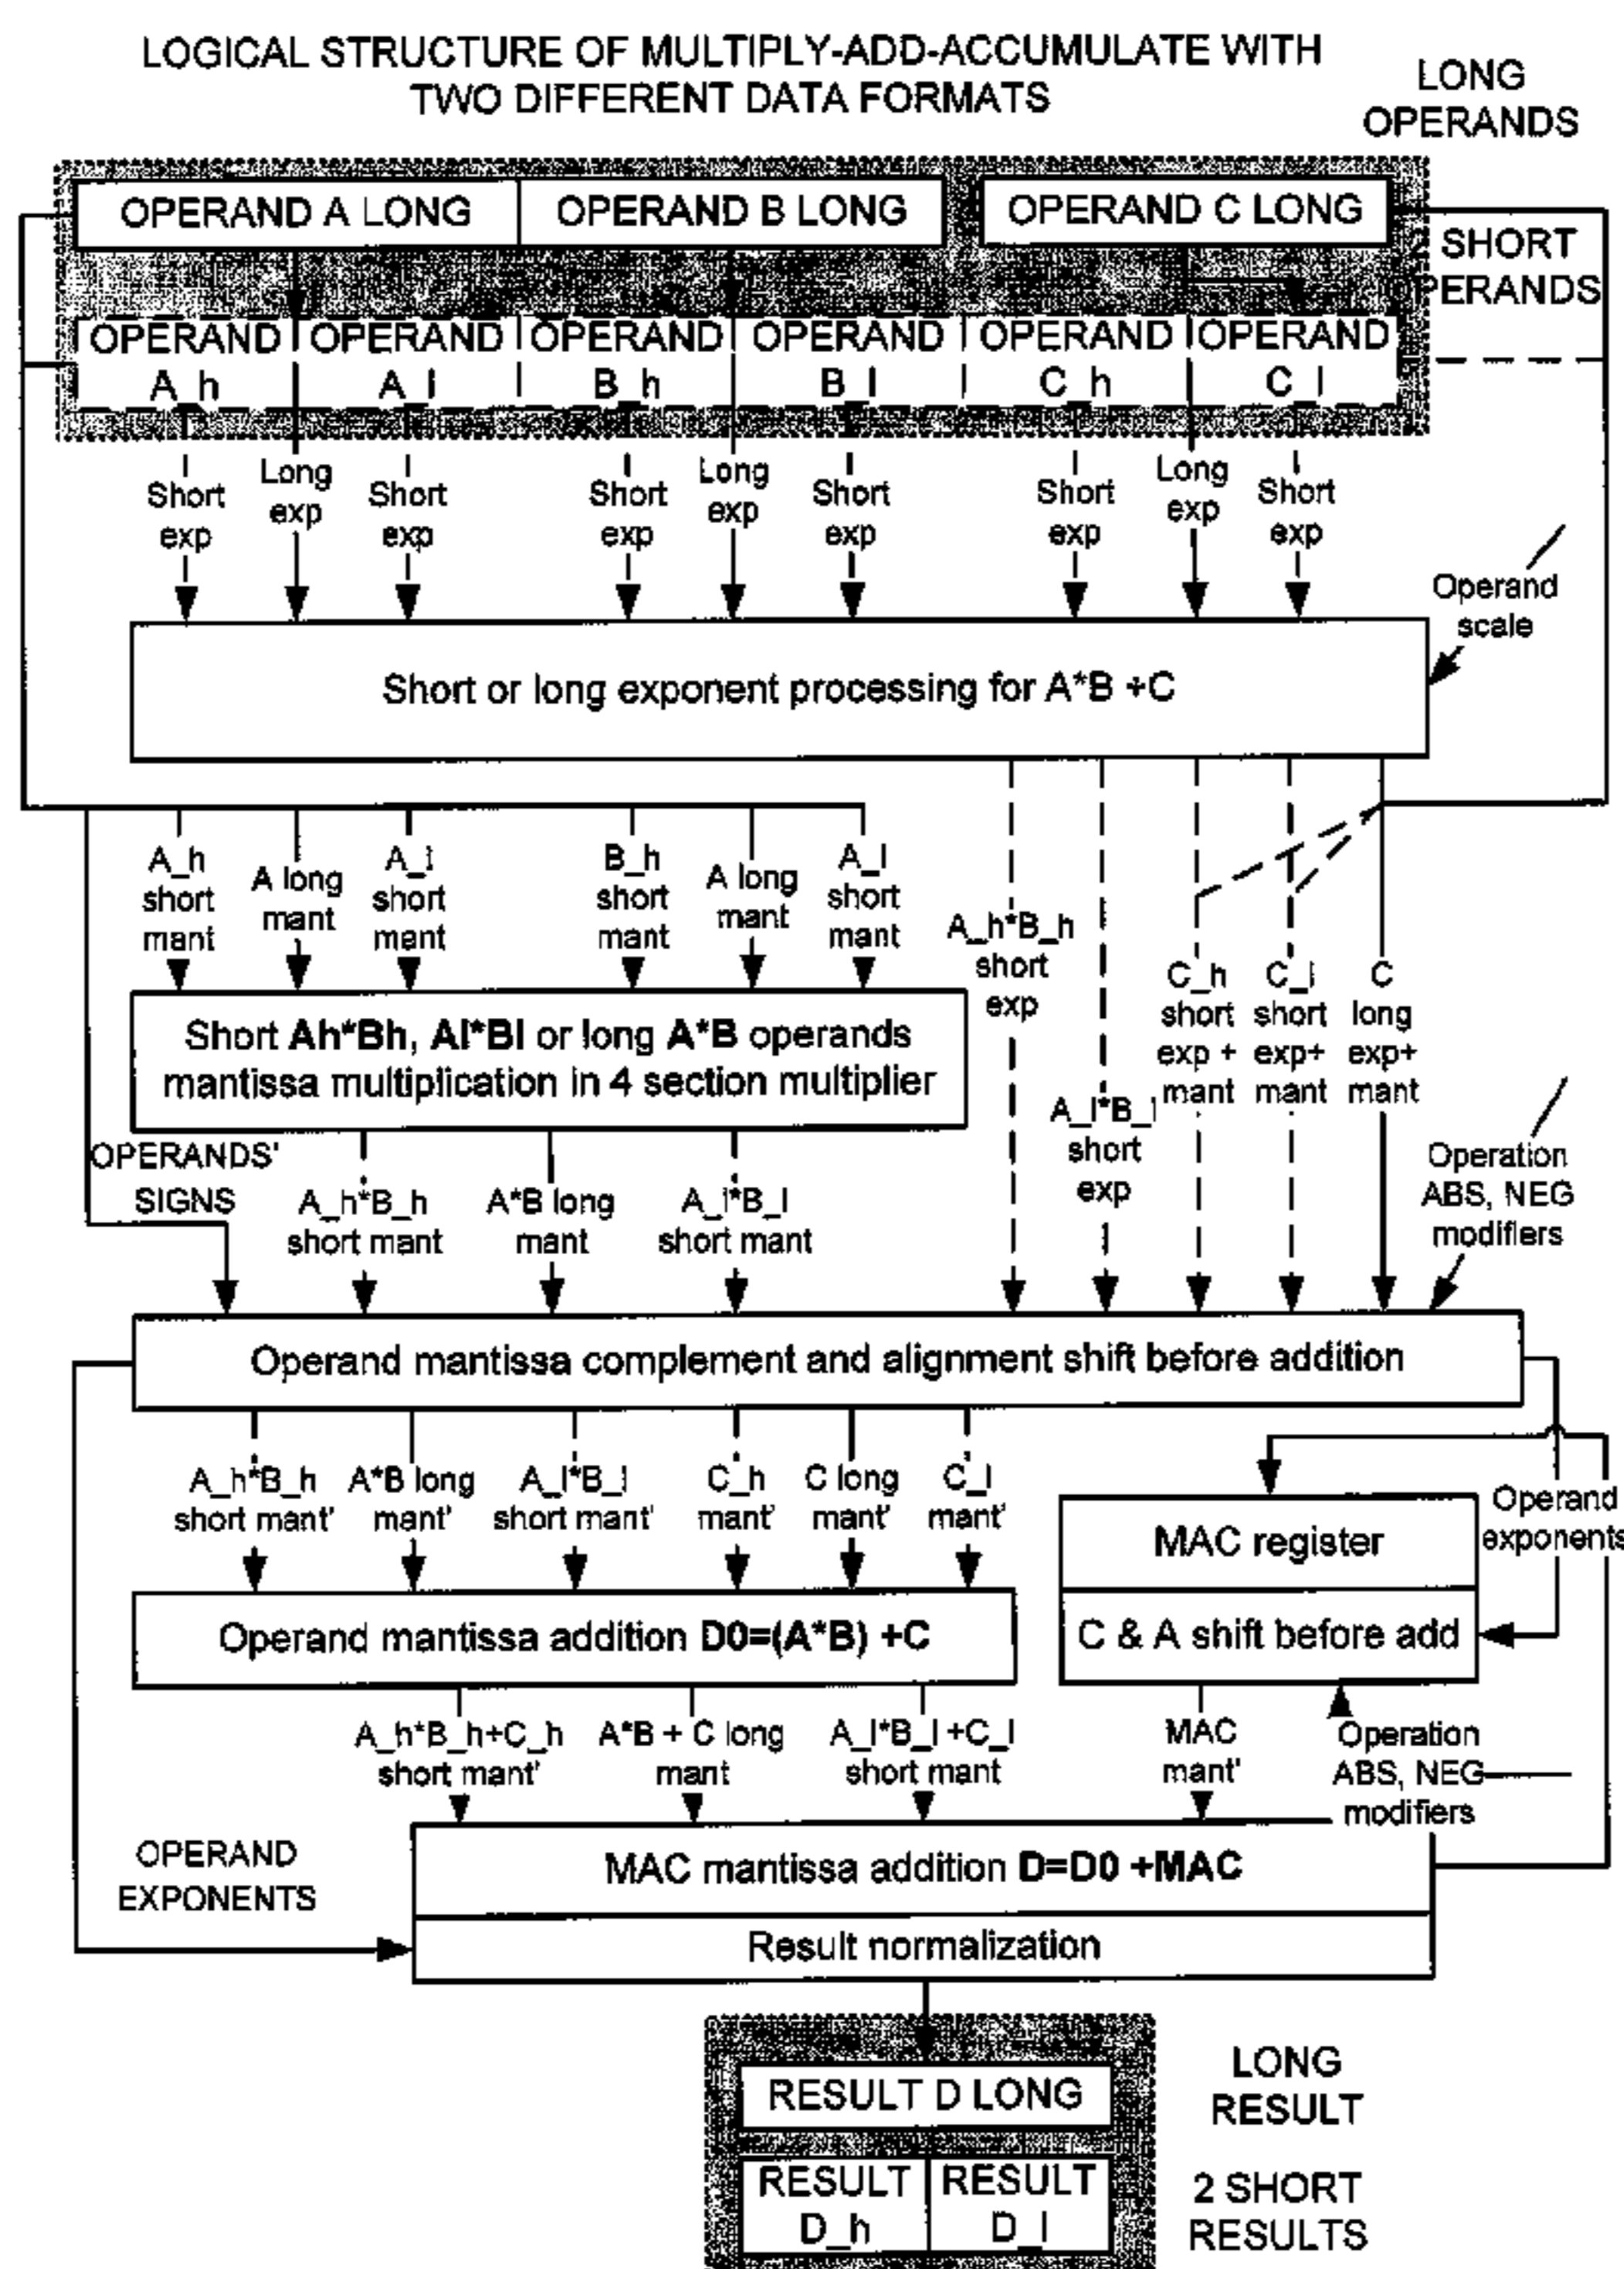 LOGICAL STRUCTURE OF MULTIPLY-ADD-ACCUMULATE WITH
TWO DIFFERENT DATA FORMATS
LONG
OPERANDS
OPERAND A LONG
OPERAND B LONG
OPERAND C LONG
SHORT
PERANDS
OPERAND
A_h
OPERAND
A_l
OPERAND
B_h
OPERAND
B_l
OPERAND
C_h
OPERAND
C_l
Short
exp
Long
exp
Short
exp
Short
exp
Long
exp
Short
exp
Short
exp
Long
exp
Short
exp
Operand
scale
Short or long exponent processing for A*B +C
A_h
short
mant
A long
mant
A_l
short
mant
B_h
short
mant
A long
mant
A_l
short
mant
A_h*B_h
short
exp
A_l*B_l
short
exp
C_h
short
exp +
mant
C_l
short
exp+
mant
C
long
exp+
mant
Short Ah*Bh, Al*Bl or long A*B operands
mantissa multiplication in 4 section multiplier
OPERANDS'
SIGNS
A_h*B_h
short mant
A*B long
mant
A_l*B_l
short mant
Operation
ABS, NEG
modifiers
Operand mantissa complement and alignment shift before addition
A_h*B_h
short mant'
A*B long
mant'
A_l*B_l
short mant'
C_h
mant'
C long
mant'
C_l
mant'
MAC register
Operand
exponents
Operand mantissa addition D0=(A*B) +C
C & A shift before add
A_h*B_h+C_h
short mant'
A*B + C long
mant
A_l*B_l +C_l
short mant
MAC
mant'
Operation
ABS, NEG
modifiers
OPERAND
EXPONENTS
MAC mantissa addition D=D0 +MAC
Result normalization
RESULT D LONG
LONG
RESULT
RESULT
D_h
RESULT
D_l
2 SHORT
RESULTS